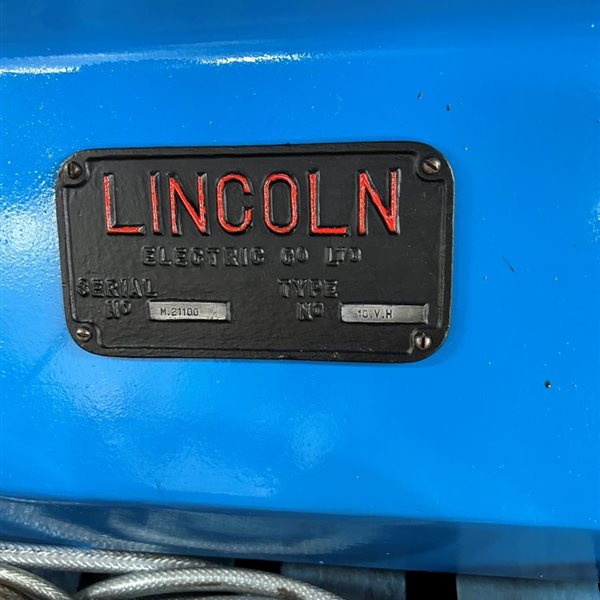 LINCOLN
ELECTRIC Co LTD
SERIAL TYPE
No M.21100 No 10.V.H